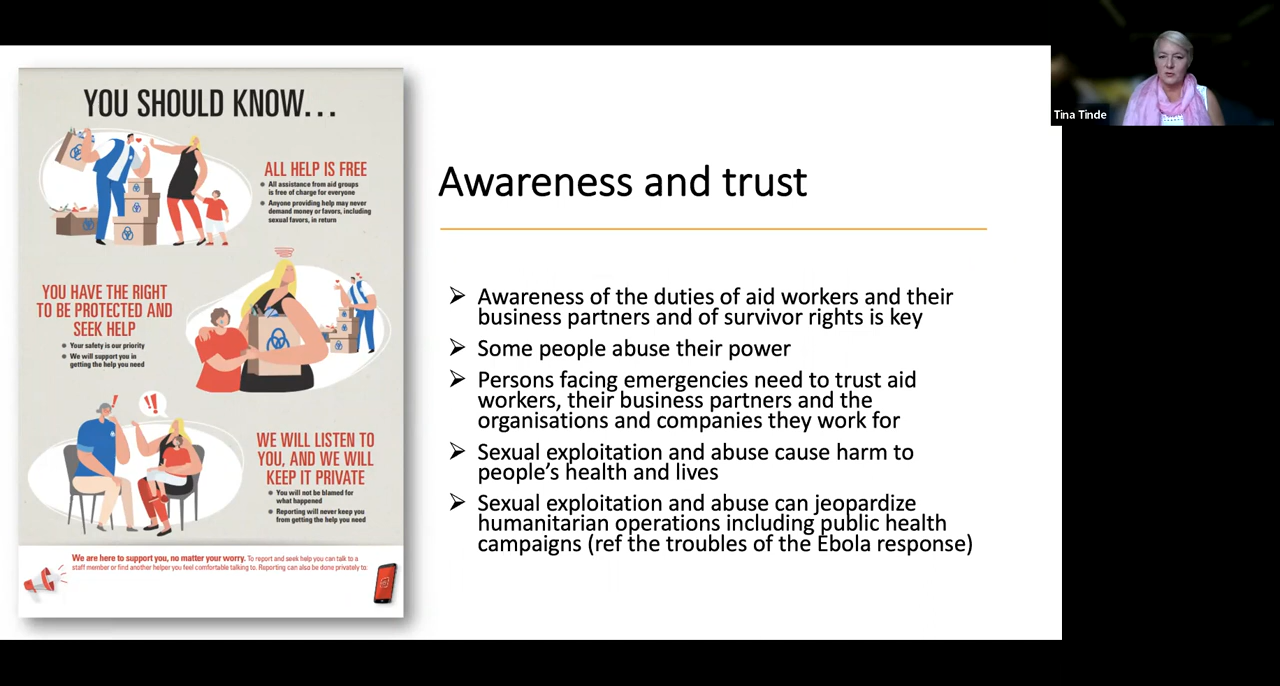 YOU SHOULD KNOW...
ALL HELP IS FREE
All assistance from aid groups
is free of charge for everyone
Anyone providing help may never
demand money or favors, including
sexual favors, in return
YOU HAVE THE RIGHT
TO BE PROTECTED AND
SEEK HELP
Your safety is our priority
We will support you in
getting the help you need
WE WILL LISTEN TO
YOU, AND WE WILL
KEEP IT PRIVATE
You will not be blamed for
what happened
Reporting will never keep you
from getting the help you need
We are here to support you, no matter your worry. To report and seek help you can talk to a
staff member or find another helper you feel comfortable talking to. Reporting can also be done privately to:
Awareness and trust
Awareness of the duties of aid workers and their
business partners and of survivor rights is key
Some people abuse their power
Persons facing emergencies need to trust aid
workers, their business partners and the
organisations and companies they work for
Sexual exploitation and abuse cause harm to
people's health and lives
Sexual exploitation and abuse can jeopardize
humanitarian operations including public health
campaigns (ref the troubles of the Ebola response)
Tina Tinde